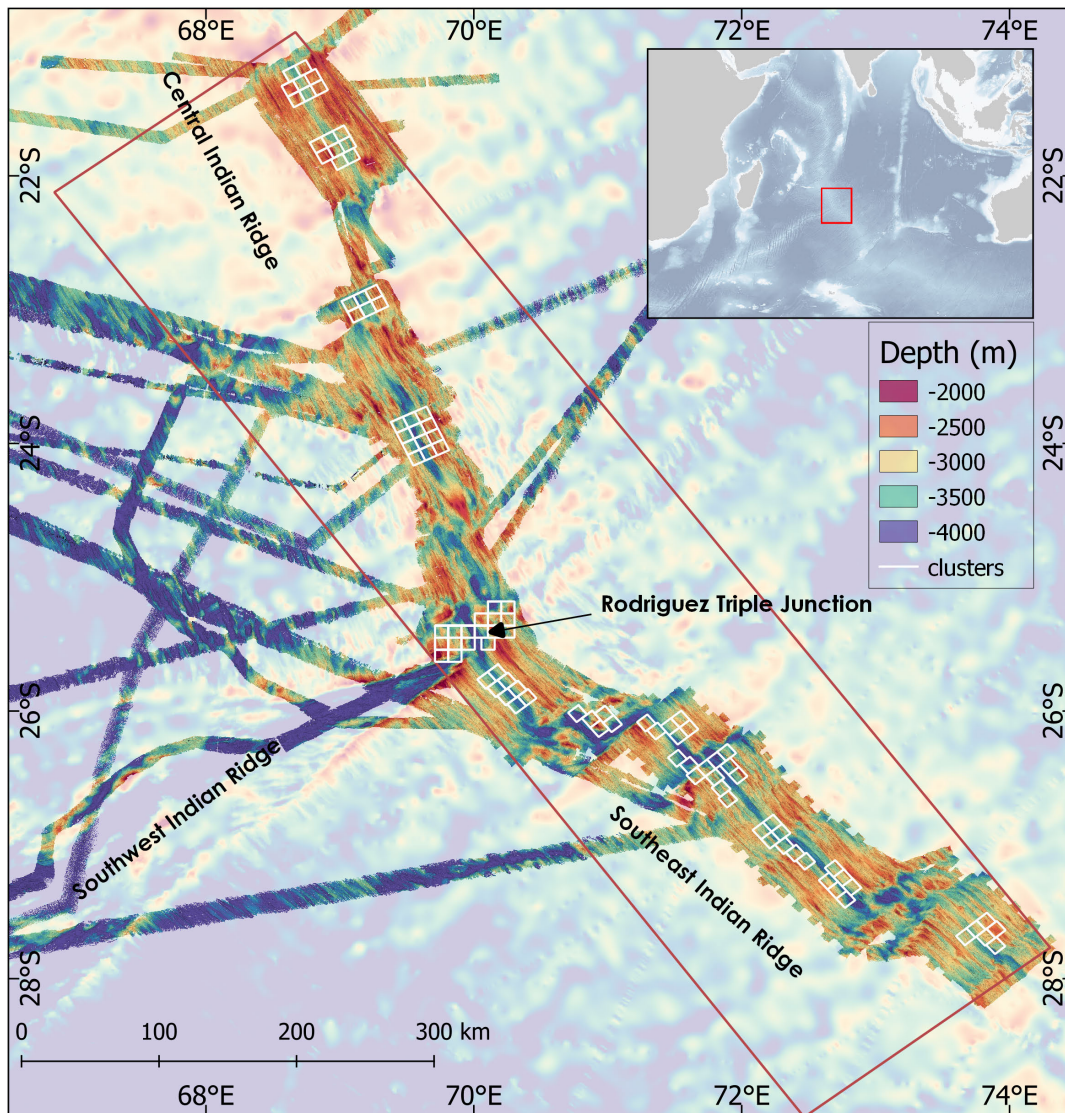 68°E
70°E
72°E
74°E
Central Indian Ridge
22°S
22°S
Depth (m)
-2000
-2500
-3000
-3500
-4000
clusters
24°S
24°S
Rodriguez Triple Junction
26°S
26°S
Southwest Indian Ridge
Southeast Indian Ridge
28°S
28°S
0
100
200
300 km
68°E
70°E
72°E
74°E